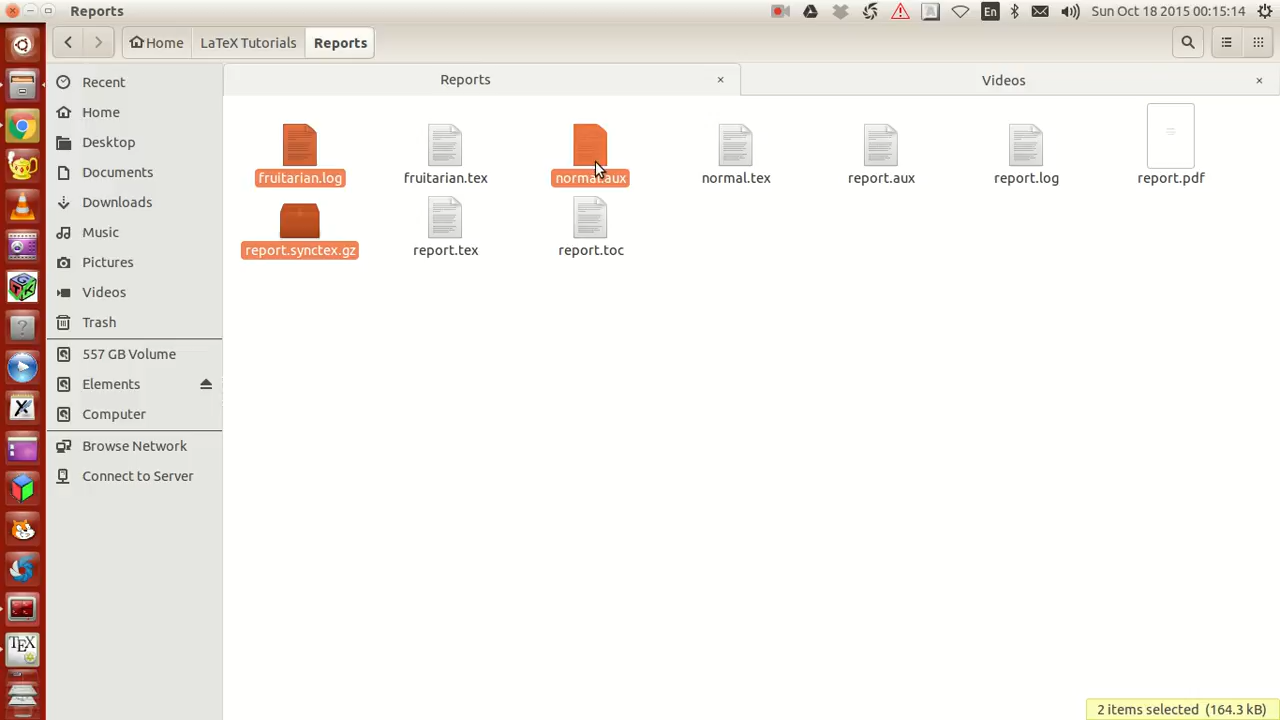 Reports
En
Sun Oct 18 2015 00:15:14
Home
LaTeX Tutorials
Reports
Reports
Videos
Recent
Home
Desktop
Documents
Downloads
Music
Pictures
Videos
Trash
557 GB Volume
Elements
Computer
Browse Network
Connect to Server
fruitarian.log
fruitarian.tex
normal.aux
normal.tex
report.aux
report.log
report.pdf
report.synctex.gz
report.tex
report.toc
2 items selected (164.3 kB)
TEX